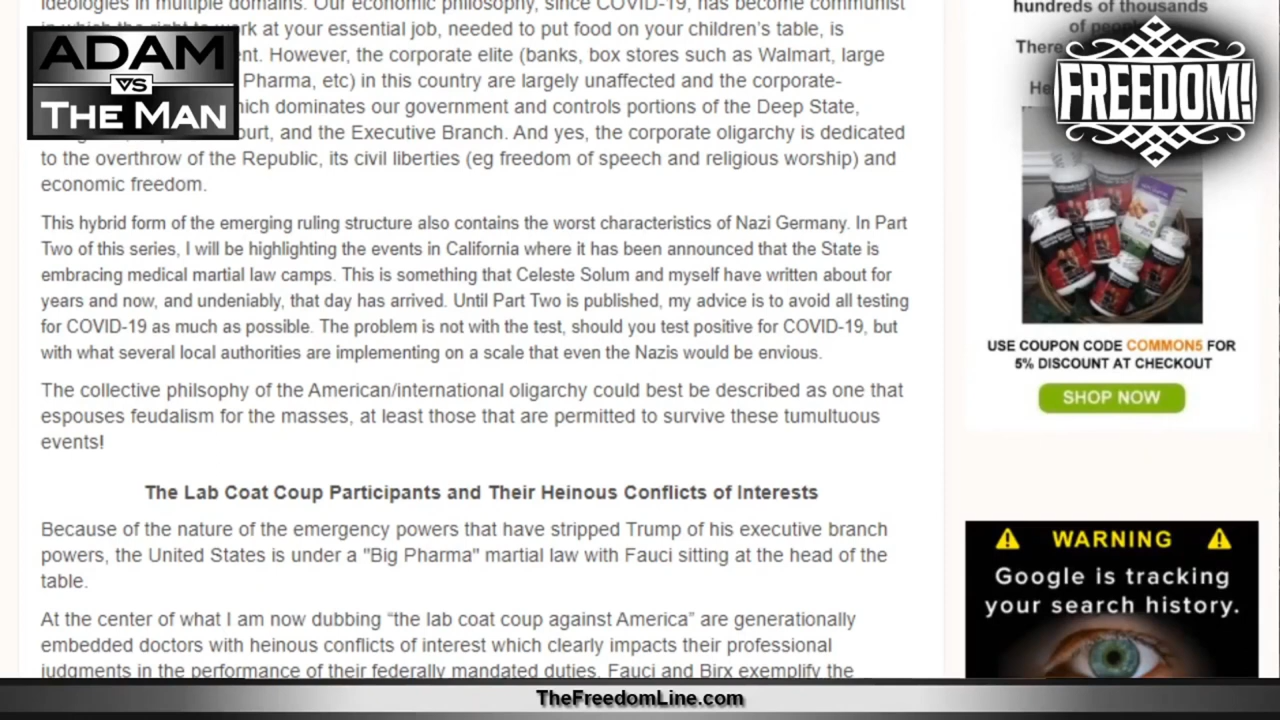 ideologies in multiple domains. Our economic philosophy, since COVID-19, has become communist
in which the right to work at your essential job, needed to put food on your children's table, is
ent. However, the corporate elite (banks, box stores such as Walmart, large
Pharma, etc) in this country are largely unaffected and the corporate-
hich dominates our government and controls portions of the Deep State,
ourt, and the Executive Branch. And yes, the corporate oligarchy is dedicated
to the overthrow of the Republic, its civil liberties (eg freedom of speech and religious worship) and
economic freedom.
This hybrid form of the emerging ruling structure also contains the worst characteristics of Nazi Germany. In Part
Two of this series, I will be highlighting the events in California where it has been announced that the State is
embracing medical martial law camps. This is something that Celeste Solum and myself have written about for
years and now, and undeniably, that day has arrived. Until Part Two is published, my advice is to avoid all testing
for COVID-19 as much as possible. The problem is not with the test, should you test positive for COVID-19, but
with what several local authorities are implementing on a scale that even the Nazis would be envious.
The collective philsophy of the American/international oligarchy could best be described as one that
espouses feudalism for the masses, at least those that are permitted to survive these tumultuous
events!
The Lab Coat Coup Participants and Their Heinous Conflicts of Interests
Because of the nature of the emergency powers that have stripped Trump of his executive branch
powers, the United States is under a "Big Pharma" martial law with Fauci sitting at the head of the
table.
At the center of what I am now dubbing “the lab coat coup against America” are generationally
embedded doctors with heinous conflicts of interest which clearly impacts their professional
judgments in the performance of their federally mandated duties. Fauci and Birx exemplify the
ADAM
VS
THE MAN
hundreds of thousands
of people
There
He
FREEDOM!
USE COUPON CODE COMMON5 FOR
5% DISCOUNT AT CHECKOUT
SHOP NOW
WARNING
Google is tracking
your search history.
TheFreedomLine.com